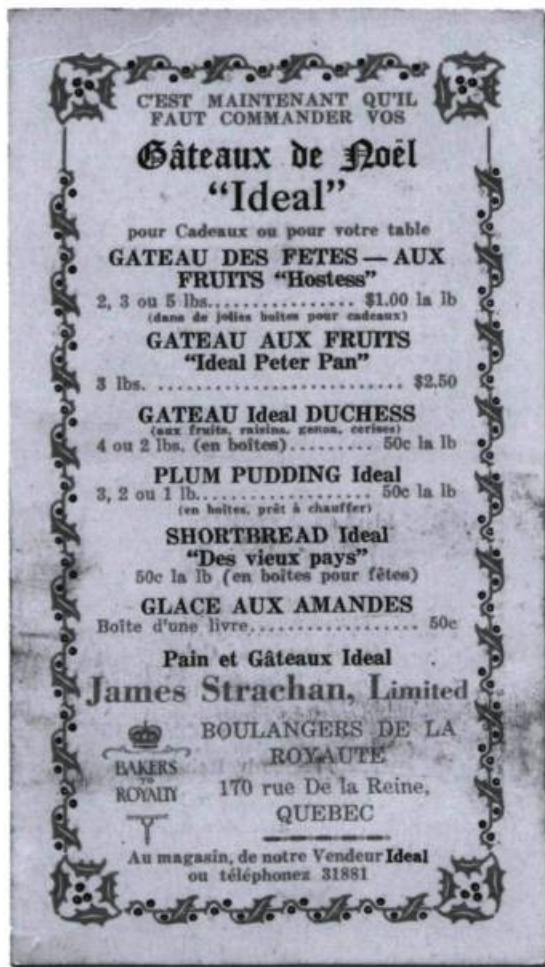 C'EST MAINTENANT QU'IL
FAUT COMMANDER VOS
Gâteaux de Noël
"Ideal"
pour Cadeaux ou pour votre table
GATEAU DES FETES — AUX
FRUITS "Hostess"
2, 3 ou 5 lbs................ $1.00 la lb
(dans de jolies boîtes pour cadeaux)
GATEAU AUX FRUITS
"Ideal Peter Pan"
3 lbs. .......................... $2.50
GATEAU Ideal DUCHESS
(aux fruits, raisins, genoa, cerises)
4 ou 2 lbs. (en boîtes)......... 50c la lb
PLUM PUDDING Ideal
3, 2 ou 1 lb.................. 50c la lb
(en boîtes, prêt à chauffer)
SHORTBREAD Ideal
"Des vieux pays"
50c la lb (en boîtes pour fêtes)
GLACE AUX AMANDES
Boîte d'une livre.................. 50c
Pain et Gâteaux Ideal
James Strachan, Limited
BAKERS
TO
ROYALTY
BOULANGERS DE LA
ROYAUTE
170 rue De la Reine,
QUEBEC
Au magasin, de notre Vendeur Ideal
ou téléphonez 31881